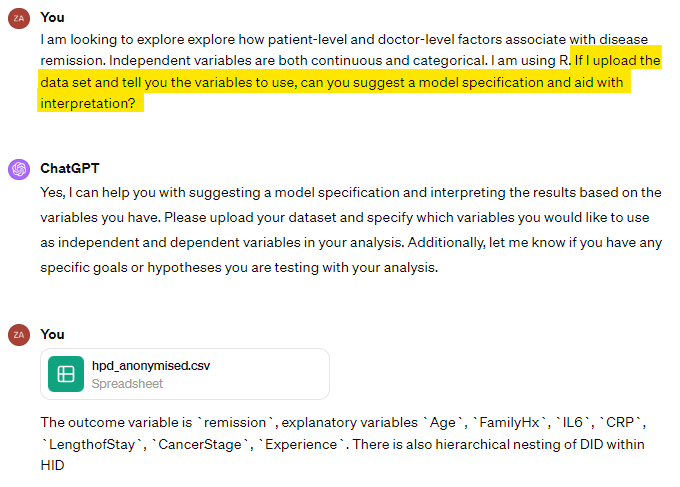 ZA
You
I am looking to explore explore how patient-level and doctor-level factors associate with disease
remission. Independent variables are both continuous and categorical. I am using R. If I upload the
data set and tell you the variables to use, can you suggest a model specification and aid with
interpretation?
ChatGPT
Yes, I can help you with suggesting a model specification and interpreting the results based on the
variables you have. Please upload your dataset and specify which variables you would like to use
as independent and dependent variables in your analysis. Additionally, let me know if you have any
specific goals or hypotheses you are testing with your analysis.
ZA
You
hpd_anonymised.csv
Spreadsheet
The outcome variable is `remission`, explanatory variables `Age`, `FamilyHx`, `IL6`, `CRP`,
`LengthofStay`, `CancerStage`, `Experience`. There is also hierarchical nesting of DID within
HID